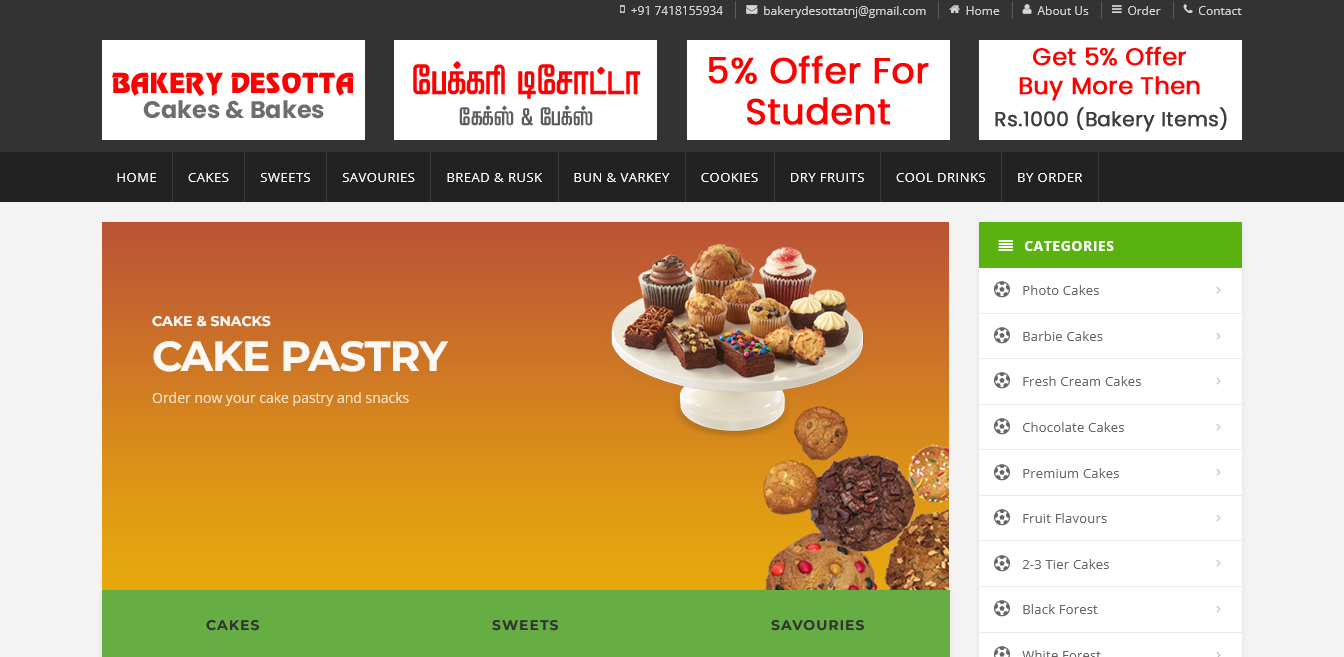 +91 7418155934 bakerydesottatnj@gmail.com Home About Us Order Contact
BAKERY DESOTTA
Cakes & Bakes
பேக்கரி டிசோட்டா
கேக்ஸ் & பேக்ஸ்
5% Offer For
Student
Get 5% Offer
Buy More Then
Rs.1000 (Bakery Items)
HOME CAKES SWEETS SAVOURIES BREAD & RUSK BUN & VARKEY COOKIES DRY FRUITS COOL DRINKS BY ORDER
CAKE & SNACKS
CAKE PASTRY
Order now your cake pastry and snacks
CAKES SWEETS SAVOURIES
CATEGORIES
Photo Cakes
Barbie Cakes
Fresh Cream Cakes
Chocolate Cakes
Premium Cakes
Fruit Flavours
2-3 Tier Cakes
Black Forest
White Forest